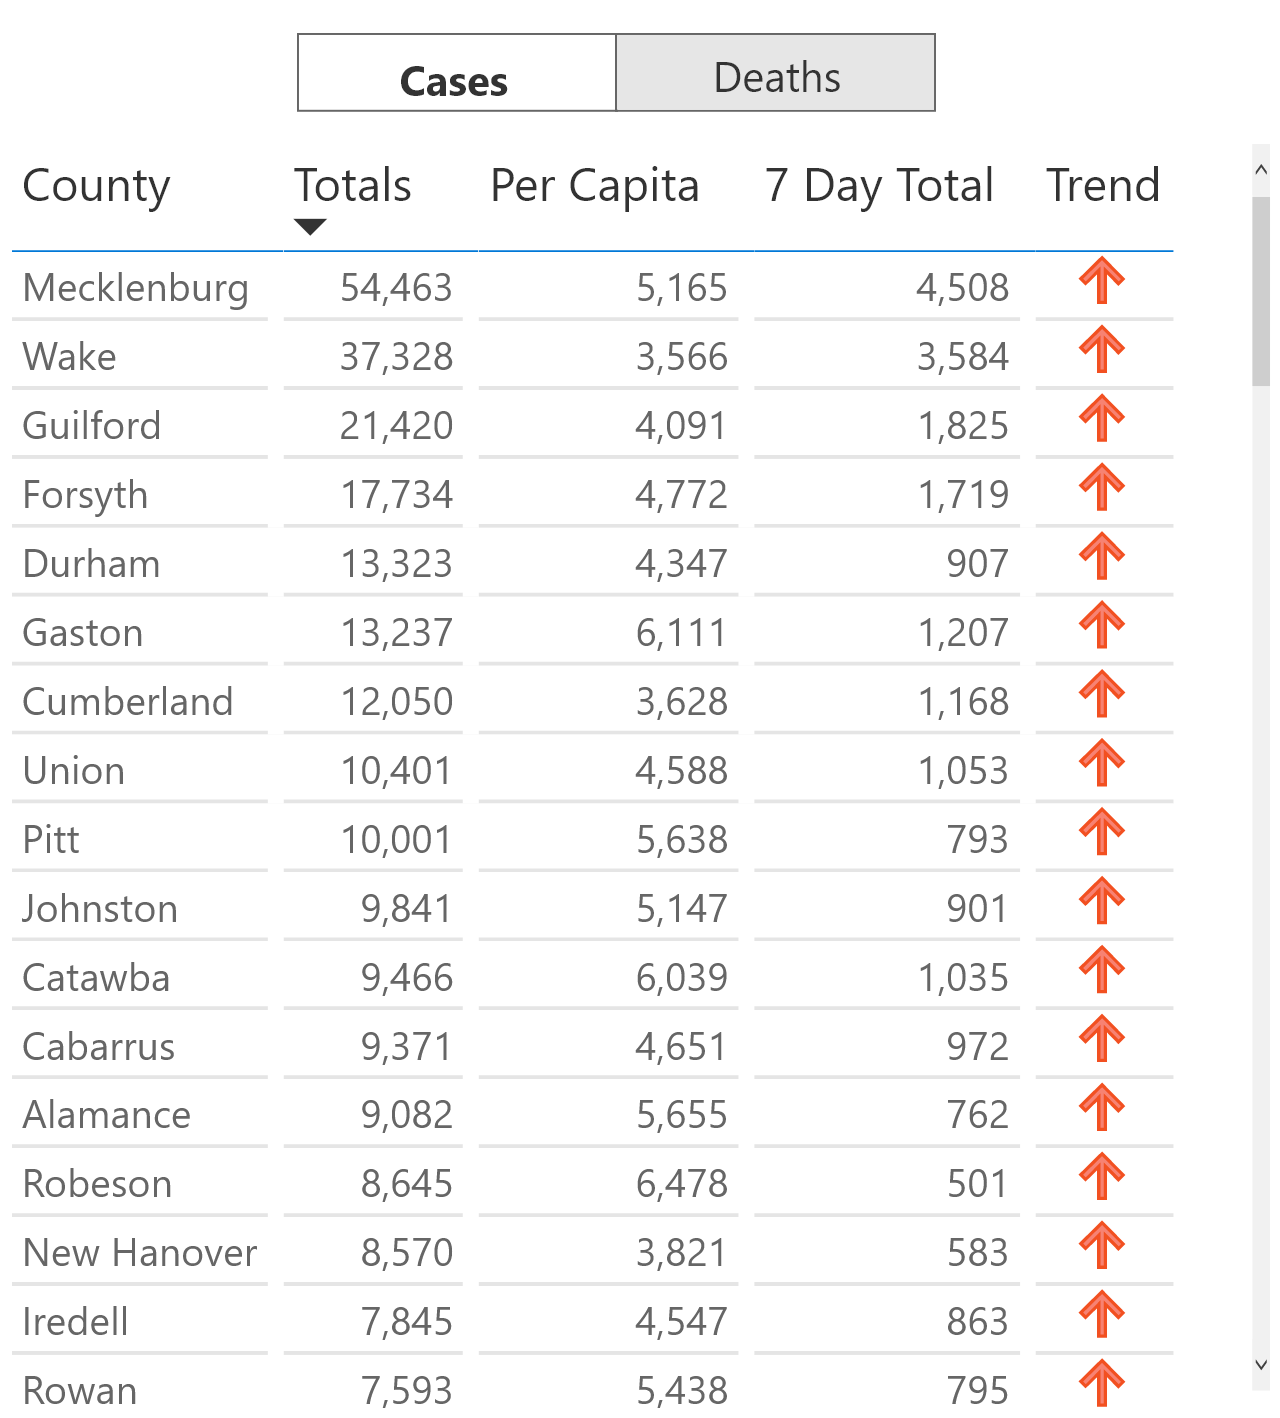 Cases Deaths
County Totals Per Capita 7 Day Total Trend
Mecklenburg 54,463 5,165 4,508
Wake 37,328 3,566 3,584
Guilford 21,420 4,091 1,825
Forsyth 17,734 4,772 1,719
Durham 13,323 4,347 907
Gaston 13,237 6,111 1,207
Cumberland 12,050 3,628 1,168
Union 10,401 4,588 1,053
Pitt 10,001 5,638 793
Johnston 9,841 5,147 901
Catawba 9,466 6,039 1,035
Cabarrus 9,371 4,651 972
Alamance 9,082 5,655 762
Robeson 8,645 6,478 501
New Hanover 8,570 3,821 583
Iredell 7,845 4,547 863
Rowan 7,593 5,438 795